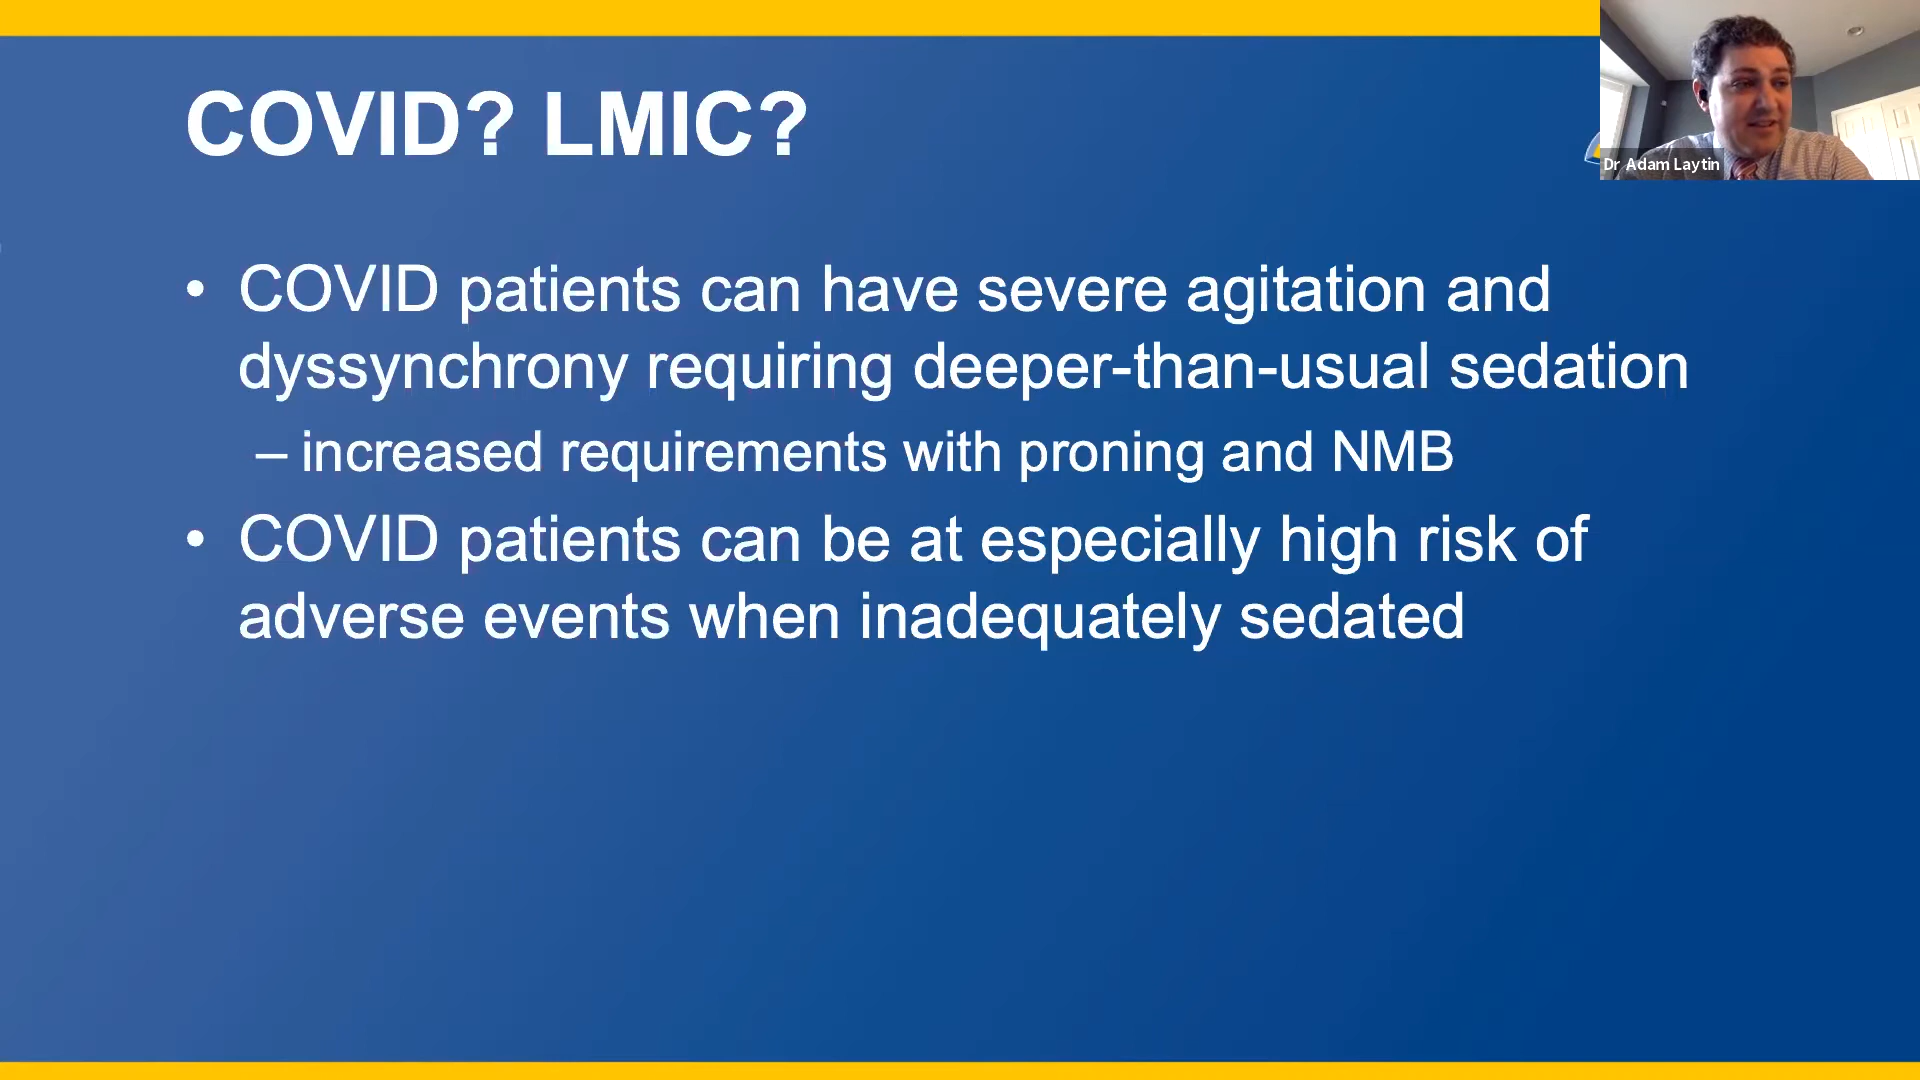 COVID? LMIC?
Dr Adam Laytin
• COVID patients can have severe agitation and
dyssynchrony requiring deeper-than-usual sedation
– increased requirements with proning and NMB
• COVID patients can be at especially high risk of
adverse events when inadequately sedated